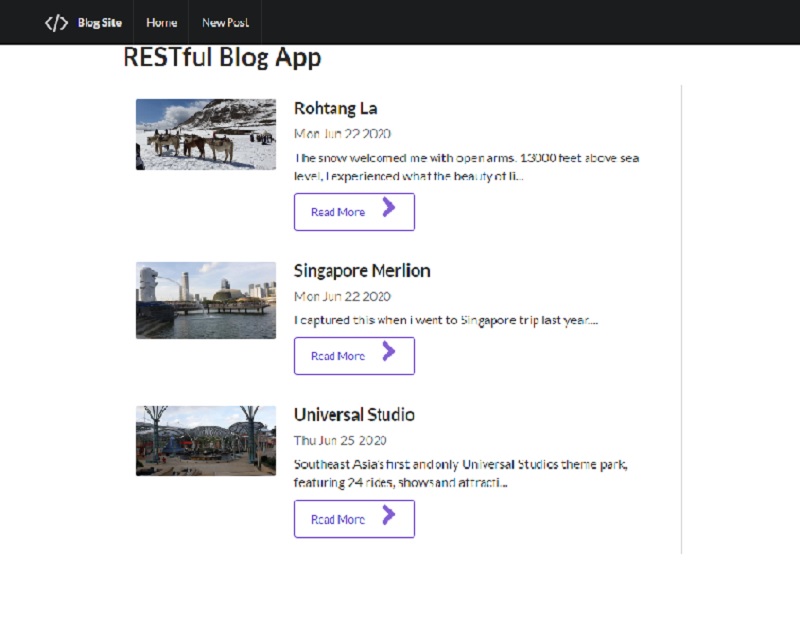 Blog Site Home New Post
RESTful Blog App
Rohtang La
Mon Jun 22 2020
The snow welcomed me with open arms. 13000 feet above sea
level, I experienced what the beauty of li...
Read More
Singapore Merlion
Mon Jun 22 2020
I captured this when i went to Singapore trip last year....
Read More
Universal Studio
Thu Jun 25 2020
Southeast Asia's first and only Universal Studios theme park,
featuring 24 rides, shows and attracti...
Read More